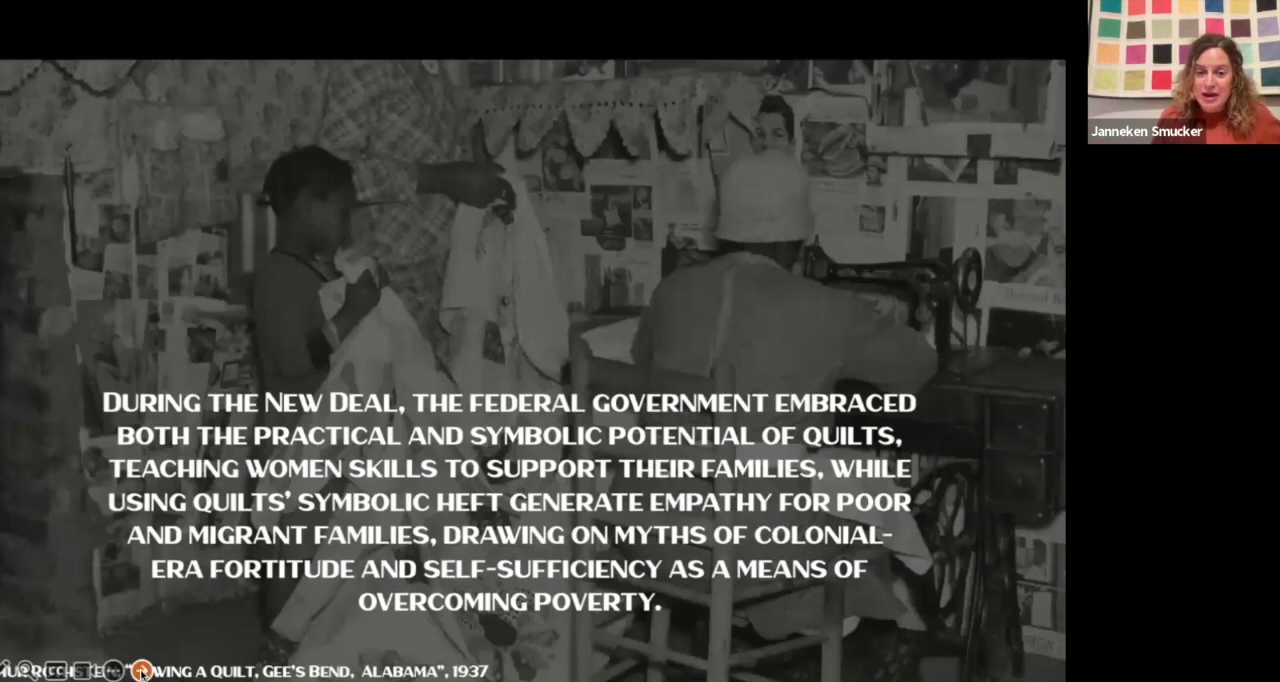 Janneken Smucker
DURING THE NEW DEAL, THE FEDERAL GOVERNMENT EMBRACED
BOTH THE PRACTICAL AND SYMBOLIC POTENTIAL OF QUILTS,
TEACHING WOMEN SKILLS TO SUPPORT THEIR FAMILIES, WHILE
USING QUILTS' SYMBOLIC HEFT GENERATE EMPATHY FOR POOR
AND MIGRANT FAMILIES, DRAWING ON MYTHS OF COLONIAL-
ERA FORTITUDE AND SELF-SUFFICIENCY AS A MEANS OF
OVERCOMING POVERTY.
A QUILT, GEE'S BEND, ALABAMA", 1937